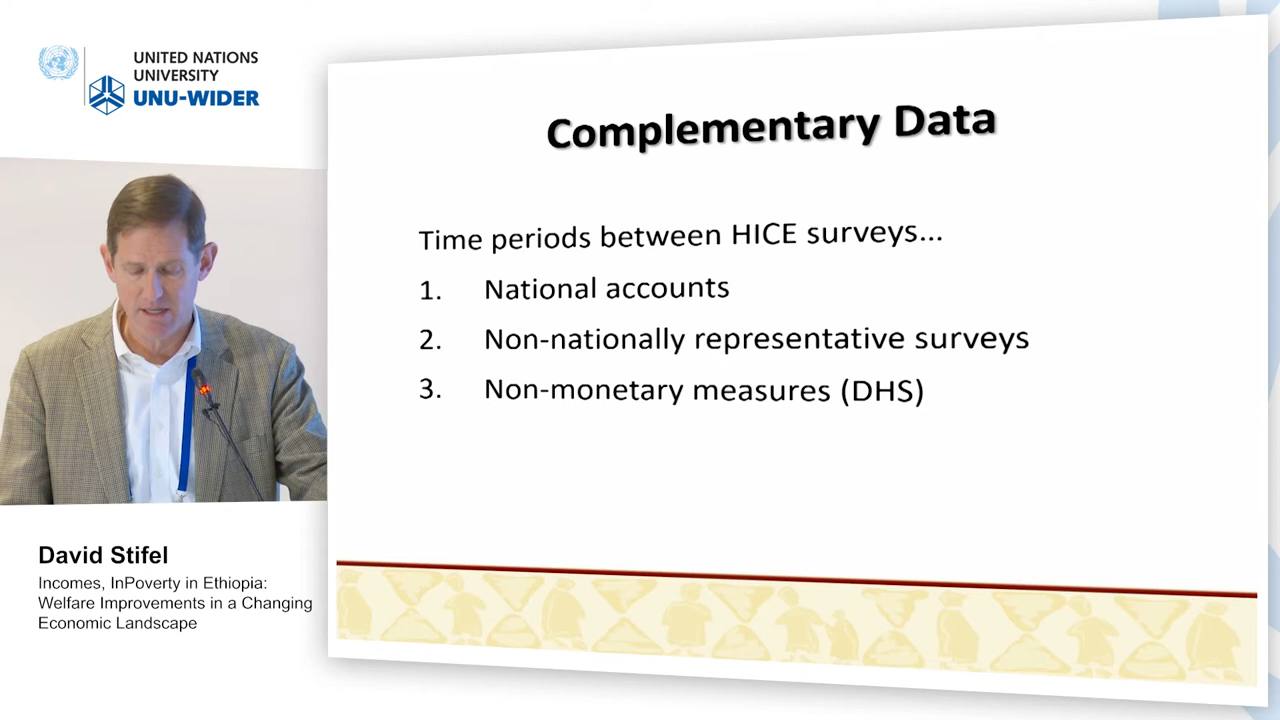 UNITED NATIONS
UNIVERSITY
UNU-WIDER
Complementary Data
Time periods between HICE surveys...
1. National accounts
2. Non-nationally representative surveys
3. Non-monetary measures (DHS)
David Stifel
Incomes, InPoverty in Ethiopia:
Welfare Improvements in a Changing
Economic Landscape